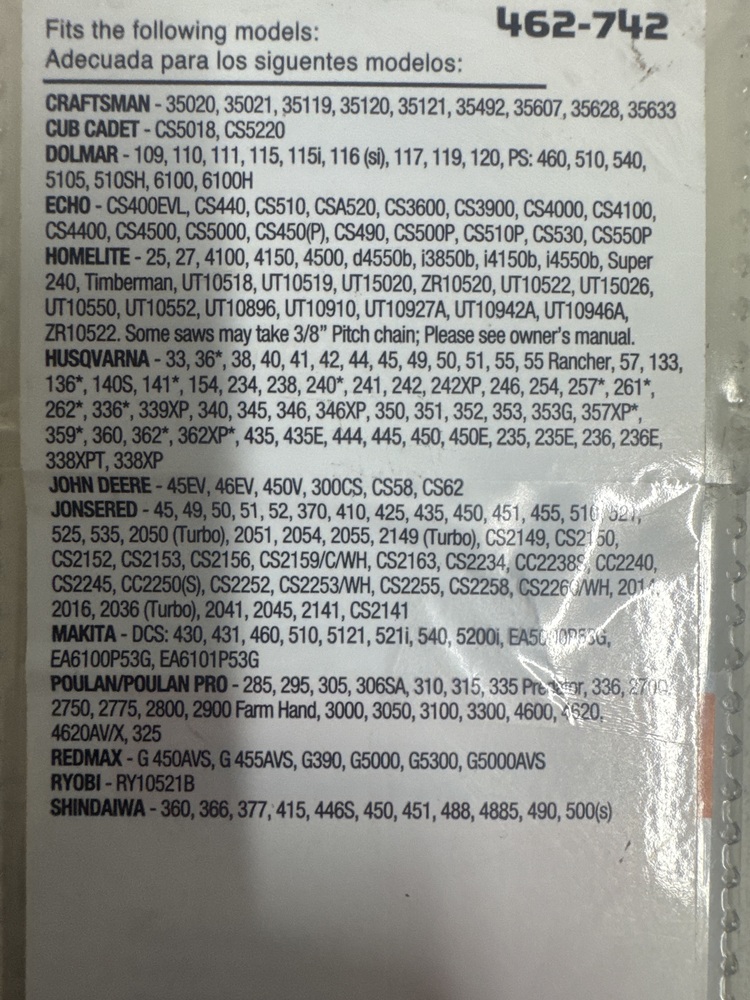 462-742
Fits the following models:
Adecuada para los siguentes modelos:
CRAFTSMAN - 35020, 35021, 35119, 35120, 35121, 35492, 35607, 35628, 35633
CUB CADET - CS5018, CS5220
DOLMAR - 109, 110, 111, 115, 115i, 116 (si), 117, 119, 120, PS: 460, 510, 540,
5105, 510SH, 6100, 6100H
ECHO - CS400EVL, CS440, CS510, CSA520, CS3600, CS3900, CS4000, CS4100,
CS4400, CS4500, CS5000, CS450(P), CS490, CS500P, CS510P, CS530, CS550P
HOMELITE - 25, 27, 4100, 4150, 4500, d4550b, i3850b, i4150b, i4550b, Super
240, Timberman, UT10518, UT10519, UT15020, ZR10520, UT10522, UT15026,
UT10550, UT10552, UT10896, UT10910, UT10927A, UT10942A, UT10946A,
ZR10522. Some saws may take 3/8” Pitch chain; Please see owner's manual.
HUSQVARNA - 33, 36*, 38, 40, 41, 42, 44, 45, 49, 50, 51, 55, 55 Rancher, 57, 133,
136*, 140S, 141*, 154, 234, 238, 240*, 241, 242, 242XP, 246, 254, 257*, 261*,
262*, 336*, 339XP, 340, 345, 346, 346XP, 350, 351, 352, 353, 353G, 357XP*,
359*, 360, 362*, 362XP*, 435, 435E, 444, 445, 450, 450E, 235, 235E, 236, 236E,
338XPT, 338XP
JOHN DEERE - 45EV, 46EV, 450V, 300CS, CS58, CS62
JONSERED - 45, 49, 50, 51, 52, 370, 410, 425, 435, 450, 451, 455, 510, 521,
525, 535, 2050 (Turbo), 2051, 2054, 2055, 2149 (Turbo), CS2149, CS2150,
CS2152, CS2153, CS2156, CS2159/C/WH, CS2163, CS2234, CC2238S, CC2240,
CS2245, CC2250(S), CS2252, CS2253/WH, CS2255, CS2258, CS2260/WH, 2014,
2016, 2036 (Turbo), 2041, 2045, 2141, CS2141
MAKITA - DCS: 430, 431, 460, 510, 5121, 521i, 540, 5200i, EA5000P53G,
EA6100P53G, EA6101P53G
POULAN/POULAN PRO - 285, 295, 305, 306SA, 310, 315, 335 Predator, 336, 2700,
2750, 2775, 2800, 2900 Farm Hand, 3000, 3050, 3100, 3300, 4600, 4620,
4620AV/X, 325
REDMAX - G 450AVS, G 455AVS, G390, G5000, G5300, G5000AVS
RYOBI - RY10521B
SHINDAIWA - 360, 366, 377, 415, 446S, 450, 451, 488, 4885, 490, 500(s)